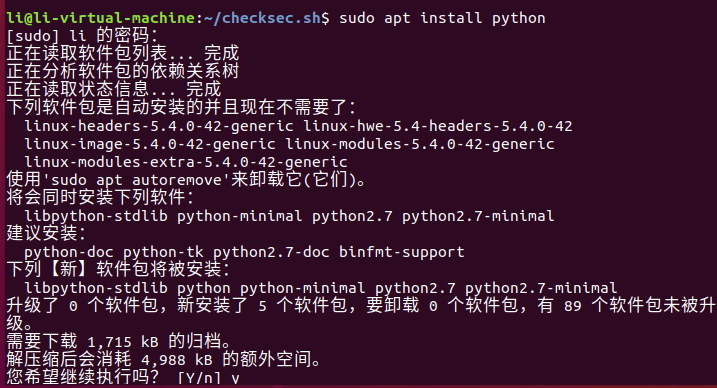 li@li-virtual-machine:~/checksec.sh$ sudo apt install python
[sudo] li 的密码：
正在读取软件包列表... 完成
正在分析软件包的依赖关系树
正在读取状态信息... 完成
下列软件包是自动安装的并且现在不需要了：
  linux-headers-5.4.0-42-generic linux-hwe-5.4-headers-5.4.0-42
  linux-image-5.4.0-42-generic linux-modules-5.4.0-42-generic
  linux-modules-extra-5.4.0-42-generic
使用'sudo apt autoremove'来卸载它(它们)。
将会同时安装下列软件：
  libpython-stdlib python-minimal python2.7 python2.7-minimal
建议安装：
  python-doc python-tk python2.7-doc binfmt-support
下列【新】软件包将被安装：
  libpython-stdlib python python-minimal python2.7 python2.7-minimal
升级了 0 个软件包，新安装了 5 个软件包，要卸载 0 个软件包，有 89 个软件包未被升
级。
需要下载 1,715 kB 的归档。
解压缩后会消耗 4,988 kB 的额外空间。
您希望继续执行吗？ [Y/n] y